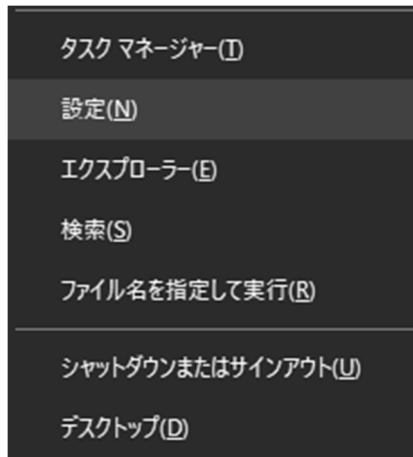 タスク マネージャー(T)
設定(N)
エクスプローラー(E)
検索(S)
ファイル名を指定して実行(R)
シャットダウンまたはサインアウト(U)
デスクトップ(D)